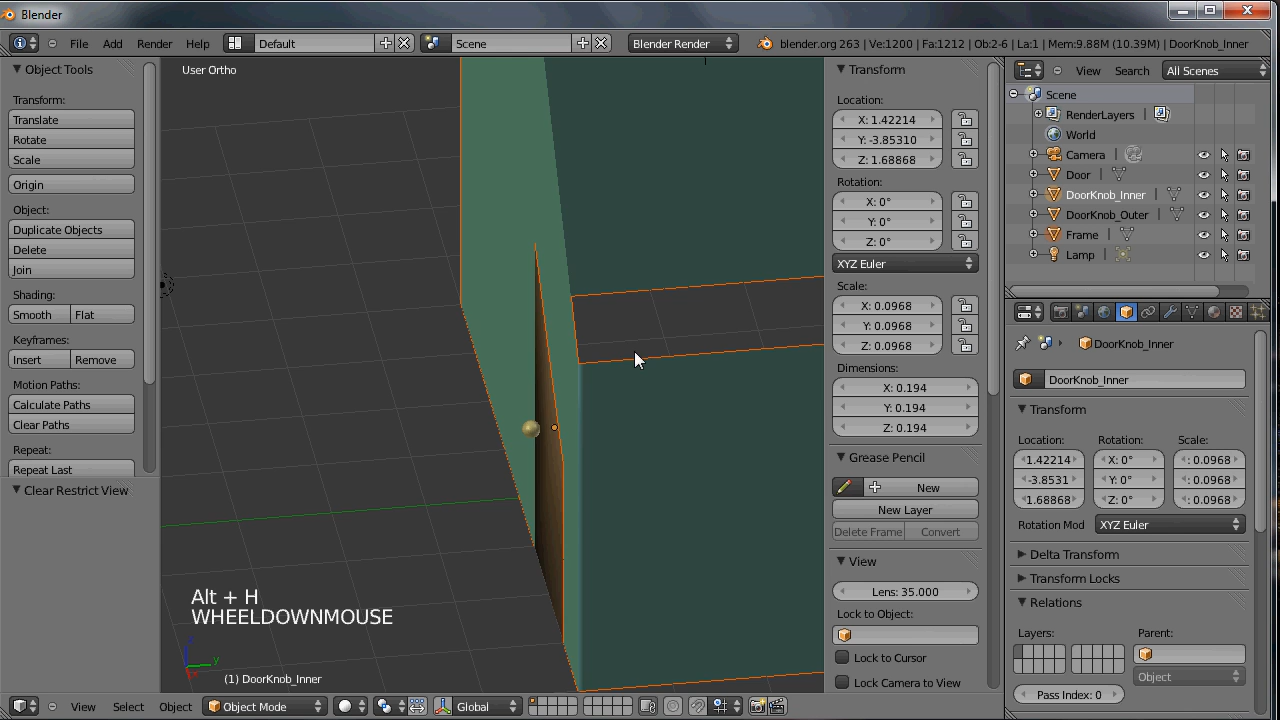 Blender
File Add Render Help Default Scene Blender Render blender.org 263 | Ve:1200 | Fa:1212 | Ob:2-6 | La:1 | Mem:9.88M (10.39M) | DoorKnob_Inner
Object Tools
Transform:
Translate
Rotate
Scale
Origin
Object:
Duplicate Objects
Delete
Join
Shading:
Smooth Flat
Keyframes:
Insert Remove
Motion Paths:
Calculate Paths
Clear Paths
Repeat:
Repeat Last
Clear Restrict View
User Ortho
Alt + H
WHEELDOWNMOUSE
y
(1) DoorKnob_Inner
View Select Object Object Mode Global
Transform
Location:
X: 1.42214
Y: -3.85310
Z: 1.68868
Rotation:
X: 0°
Y: 0°
Z: 0°
XYZ Euler
Scale:
X: 0.0968
Y: 0.0968
Z: 0.0968
Dimensions:
X: 0.194
Y: 0.194
Z: 0.194
Grease Pencil
New
New Layer
Delete Frame Convert
View
Lens: 35.000
Lock to Object:
Lock to Cursor
Lock Camera to View
View Search All Scenes
Scene
RenderLayers
World
Camera
Door
DoorKnob_Inner
DoorKnob_Outer
Frame
Lamp
DoorKnob_Inner
DoorKnob_Inner
Transform
Location: Rotation: Scale:
1.42214 X: 0° : 0.0968
-3.8531 Y: 0° : 0.0968
1.68868 Z: 0° : 0.0968
Rotation Mod XYZ Euler
Delta Transform
Transform Locks
Relations
Layers: Parent:
Object
Pass Index: 0